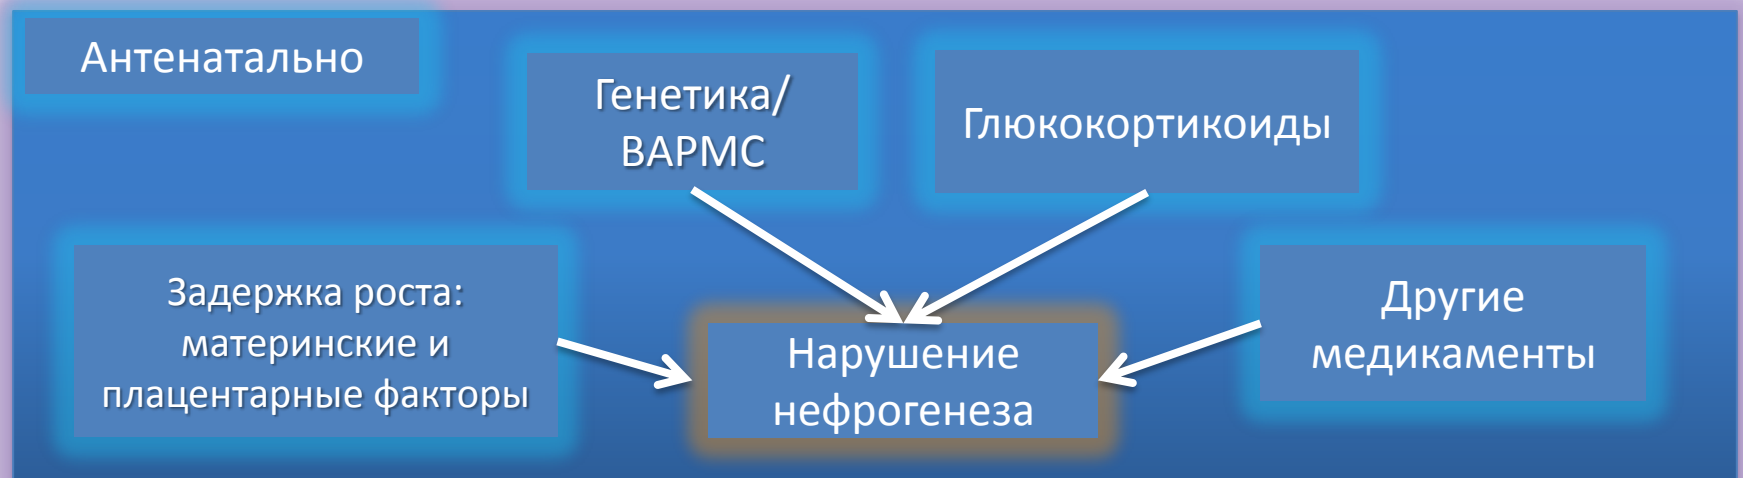 Антенатально
Генетика/
ВАРМС
Глюкокортикоиды
Задержка роста:
материнские и
плацентарные факторы
Другие
медикаменты
Нарушение
нефрогенеза